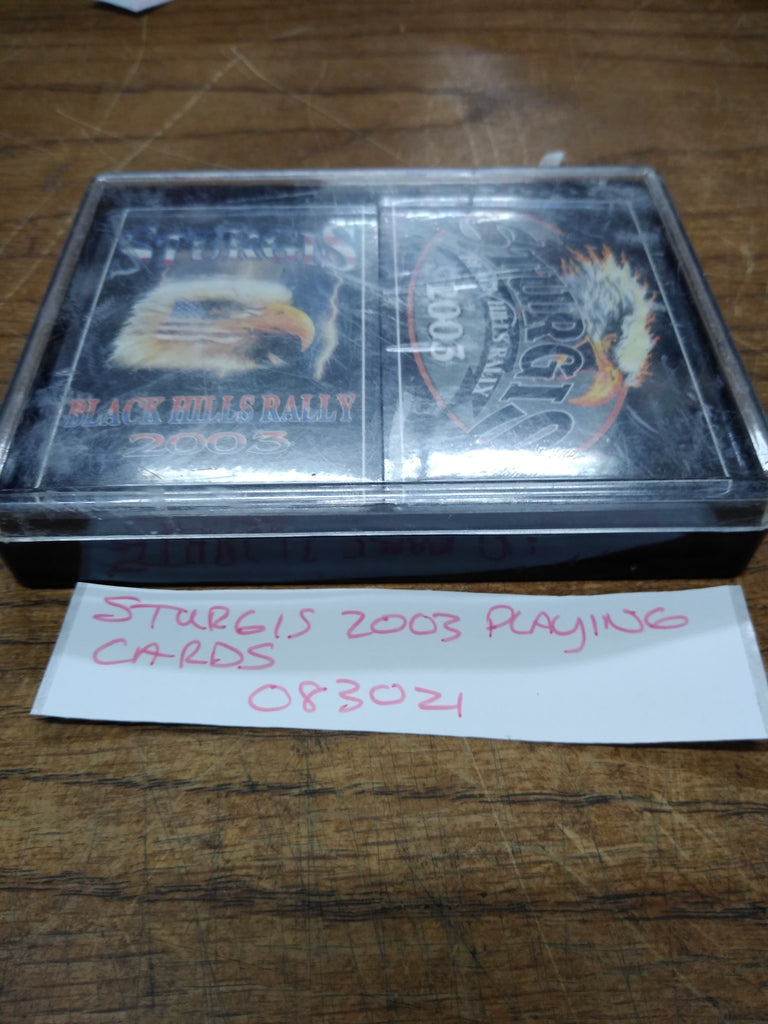 STURGIS
BLACK HILLS RALLY
2003
STURGIS
HILLS RALLY
2003
STURGIS 2003 PLAYING
CARDS
083021